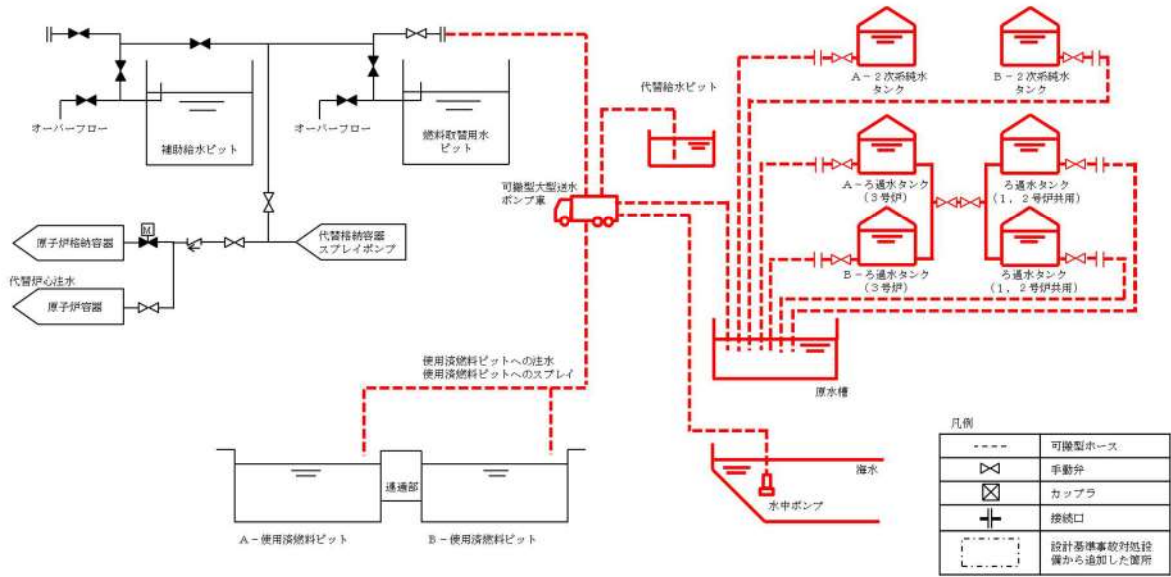 オーバーフロー
補助給水ピット
オーバーフロー
燃料取替用水
ピット
代替給水ピット
可搬型大型送水
ポンプ車
A－2次系純水
タンク
B－2次系純水
タンク
A－ろ過水タンク
（3号炉）
ろ過水タンク
（1，2号炉共用）
B－ろ過水タンク
（3号炉）
ろ過水タンク
（1，2号炉共用）
原子炉格納容器
M
代替格納容器
スプレイポンプ
代替炉心注水
原子炉容器
使用済燃料ピットへの注水
使用済燃料ピットへのスプレイ
原水槽
連通部
A－使用済燃料ピット
B－使用済燃料ピット
海水
水中ポンプ
凡例
可搬型ホース
手動弁
カップラ
接続口
設計基準事故対処設
備から追加した箇所